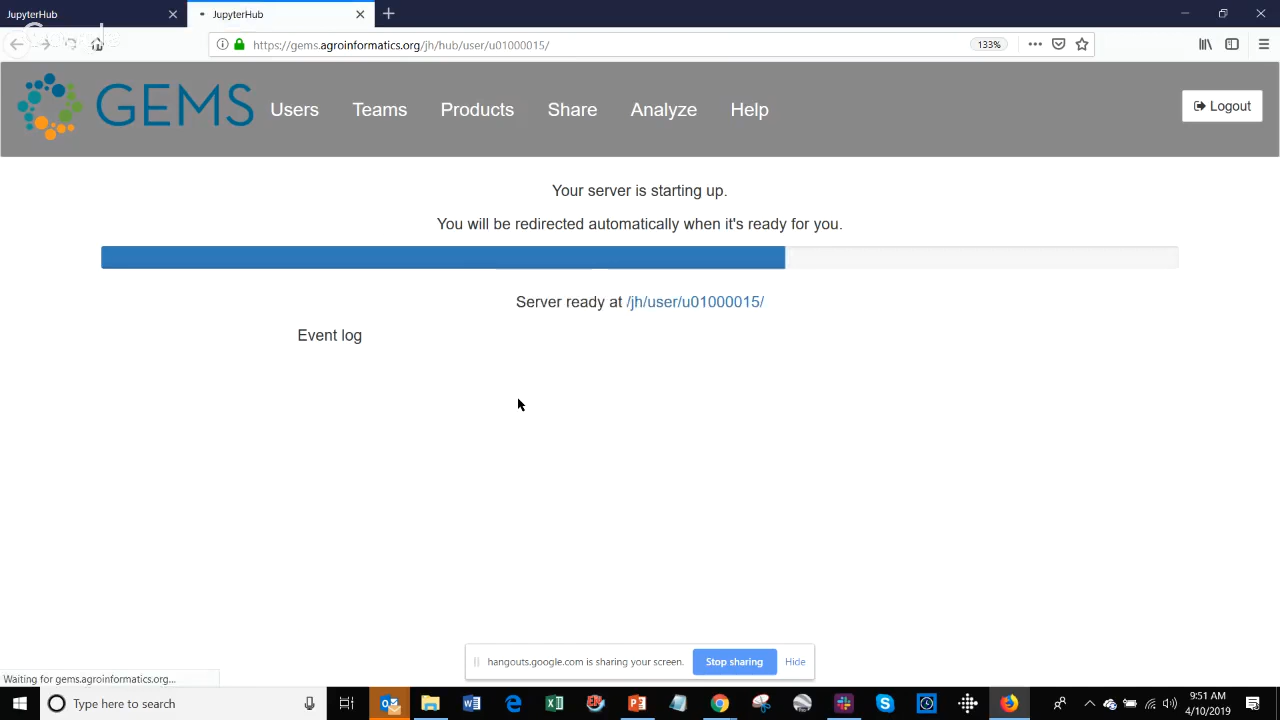 JupyterHub
JupyterHub
https://gems.agroinformatics.org/jh/hub/user/u01000015/
133%
GEMS
Users Teams Products Share Analyze Help
Logout
Your server is starting up.
You will be redirected automatically when it's ready for you.
Server ready at /jh/user/u01000015/
Event log
hangouts.google.com is sharing your screen. Stop sharing Hide
Waiting for gems.agroinformatics.org...
Type here to search
9:51 AM
4/10/2019